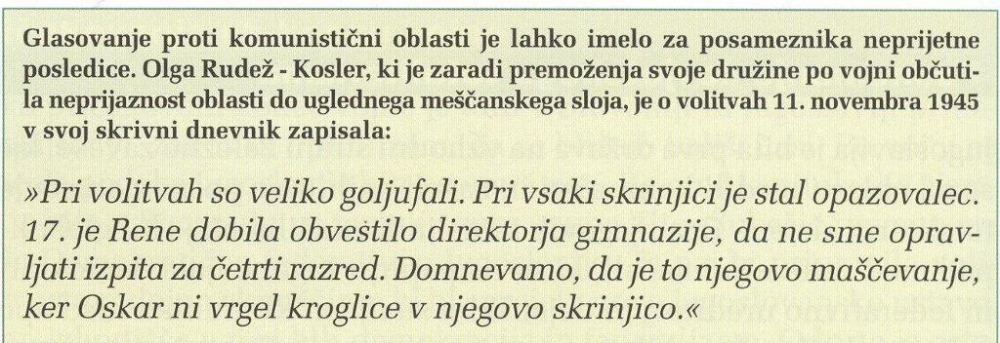 Glasovanje proti komunistični oblasti je lahko imelo za posameznika neprijetne
posledice. Olga Rudež - Kosler, ki je zaradi premoženja svoje družine po vojni občuti-
la neprijaznost oblasti do uglednega meščanskega sloja, je o volitvah 11. novembra 1945
v svoj skrivni dnevnik zapisala:
»Pri volitvah so veliko goljufali. Pri vsaki skrinjici je stal opazovalec.
17. je Rene dobila obvestilo direktorja gimnazije, da ne sme oprav-
ljati izpita za četrti razred. Domnevamo, da je to njegovo maščevanje,
ker Oskar ni vrgel kroglice v njegovo skrinjico.«